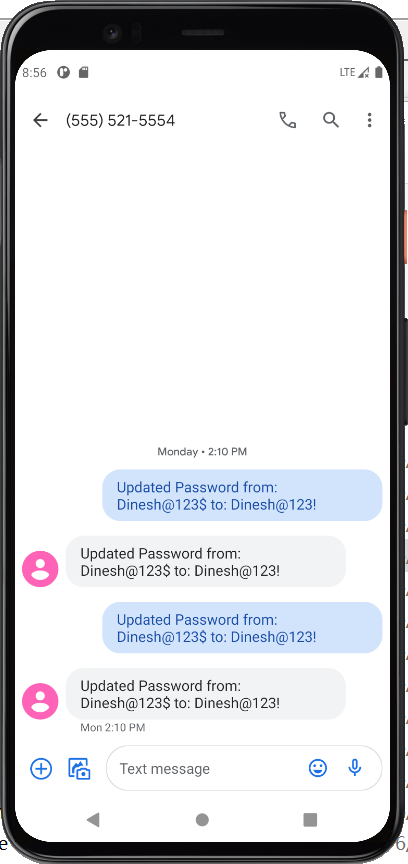 8:56 LTE
(555) 521-5554
Monday • 2:10 PM
Updated Password from:
Dinesh@123$ to: Dinesh@123!
Updated Password from:
Dinesh@123$ to: Dinesh@123!
Updated Password from:
Dinesh@123$ to: Dinesh@123!
Updated Password from:
Dinesh@123$ to: Dinesh@123!
Mon 2:10 PM
Text message